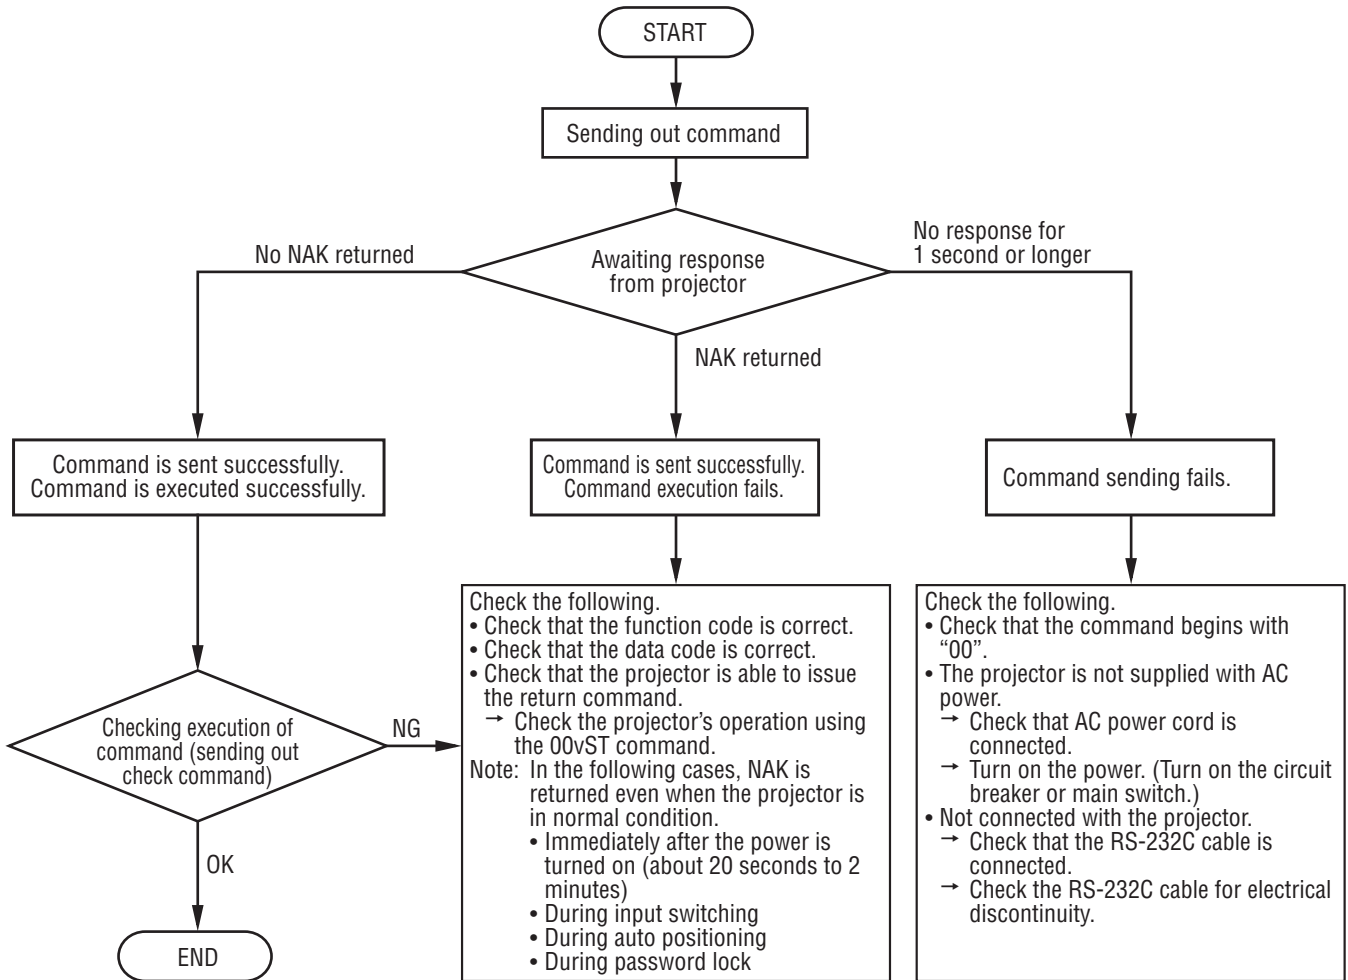 START
Sending out command
Awaiting response
from projector
No NAK returned
No response for
1 second or longer
NAK returned
Command is sent successfully.
Command is executed successfully.
Command is sent successfully.
Command execution fails.
Command sending fails.
Checking execution of
command (sending out
check command)
NG
OK
END
Check the following.
• Check that the function code is correct.
• Check that the data code is correct.
• Check that the projector is able to issue
the return command.
→ Check the projector’s operation using
the 00vST command.
Note: In the following cases, NAK is
returned even when the projector is
in normal condition.
• Immediately after the power is
turned on (about 20 seconds to 2
minutes)
• During input switching
• During auto positioning
• During password lock
Check the following.
• Check that the command begins with
“00”.
• The projector is not supplied with AC
power.
→ Check that AC power cord is
connected.
→ Turn on the power. (Turn on the circuit
breaker or main switch.)
• Not connected with the projector.
→ Check that the RS-232C cable is
connected.
→ Check the RS-232C cable for electrical
discontinuity.